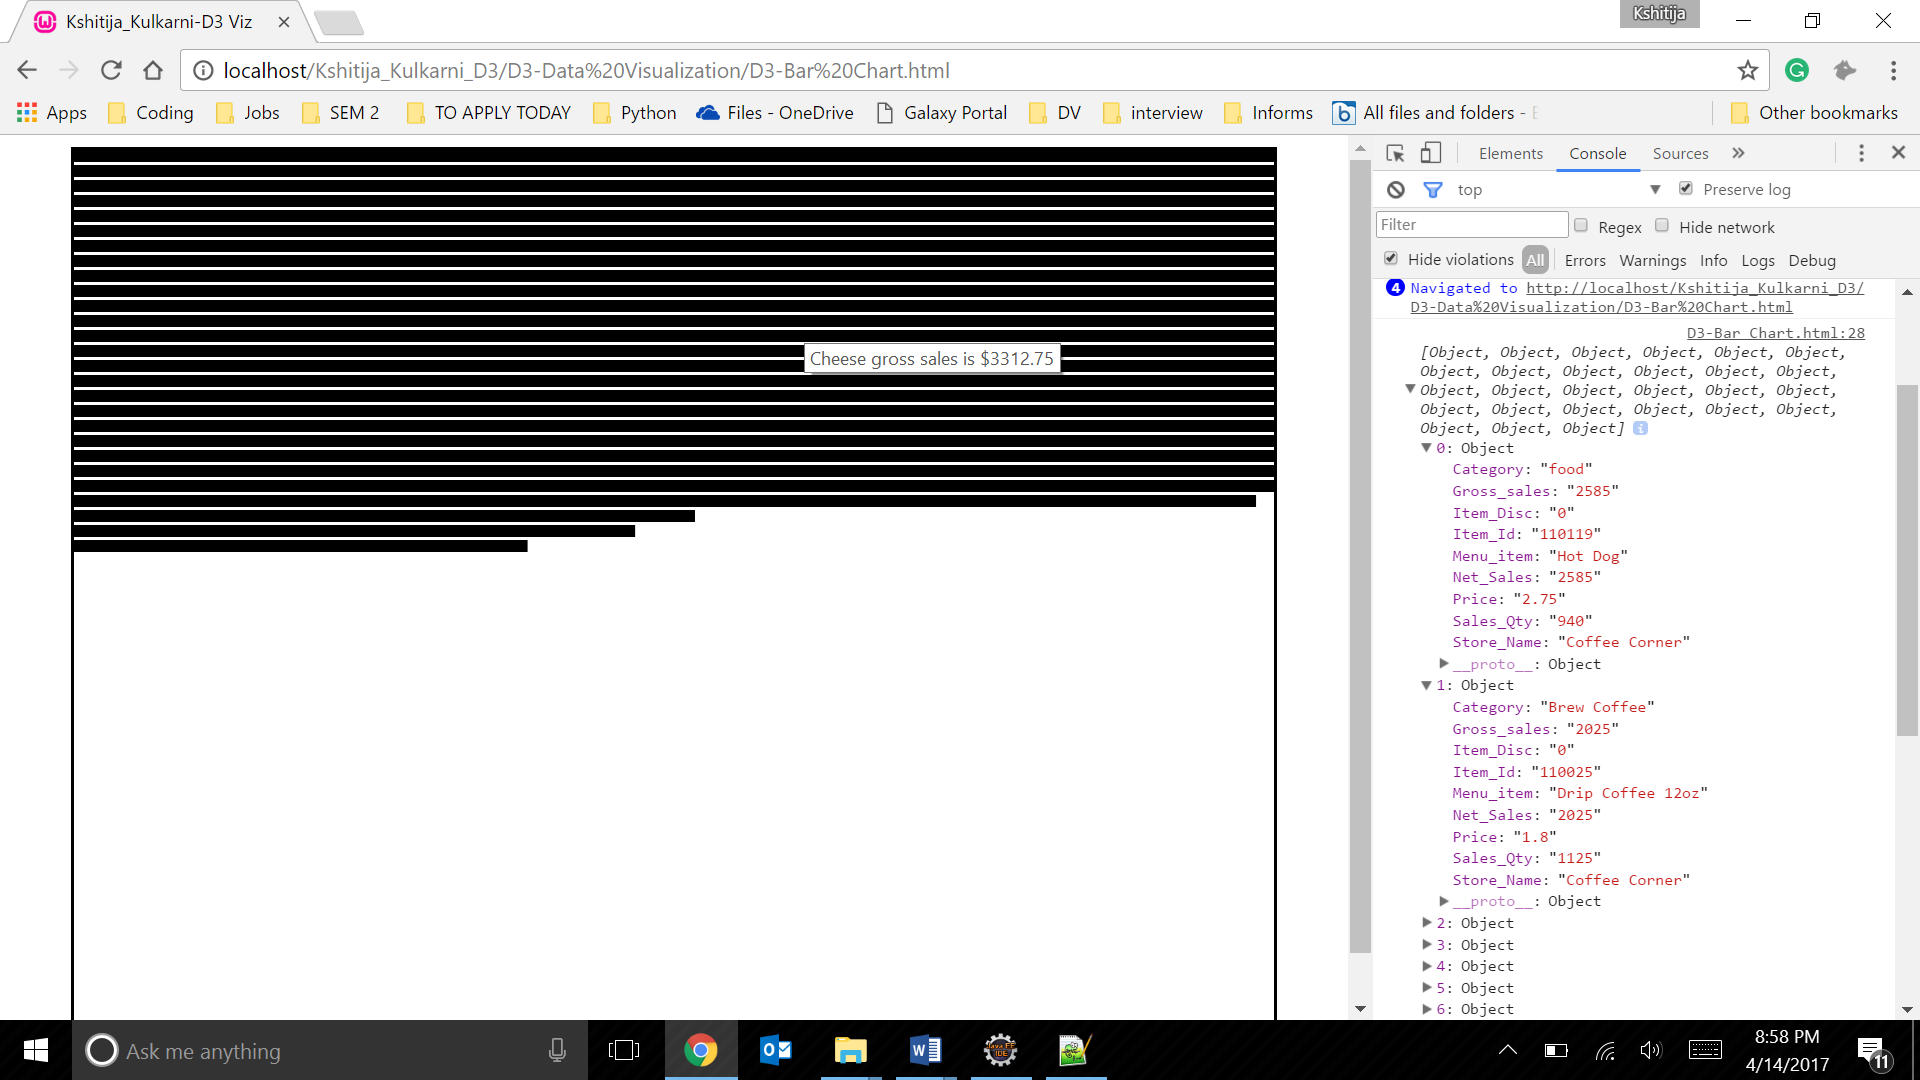 Kshitija_Kulkarni-D3 Viz
Kshitija
localhost/Kshitija_Kulkarni_D3/D3-Data%20Visualization/D3-Bar%20Chart.html
Apps Coding Jobs SEM 2 TO APPLY TODAY Python Files - OneDrive Galaxy Portal DV interview Informs All files and folders - Other bookmarks
Elements Console Sources
top Preserve log
Filter Regex Hide network
Hide violations All Errors Warnings Info Logs Debug
4 Navigated to http://localhost/Kshitija_Kulkarni_D3/
D3-Data%20Visualization/D3-Bar%20Chart.html
D3-Bar Chart.html:28
[Object, Object, Object, Object, Object, Object,
Object, Object, Object, Object, Object, Object,
Object, Object, Object, Object, Object, Object,
Object, Object, Object, Object, Object, Object,
Object, Object, Object]
0: Object
Category: "food"
Gross_sales: "2585"
Item_Disc: "0"
Item_Id: "110119"
Menu_item: "Hot Dog"
Net_Sales: "2585"
Price: "2.75"
Sales_Qty: "940"
Store_Name: "Coffee Corner"
__proto__: Object
1: Object
Category: "Brew Coffee"
Gross_sales: "2025"
Item_Disc: "0"
Item_Id: "110025"
Menu_item: "Drip Coffee 12oz"
Net_Sales: "2025"
Price: "1.8"
Sales_Qty: "1125"
Store_Name: "Coffee Corner"
__proto__: Object
2: Object
3: Object
4: Object
5: Object
6: Object
Cheese gross sales is $3312.75
Ask me anything
8:58 PM
4/14/2017
11